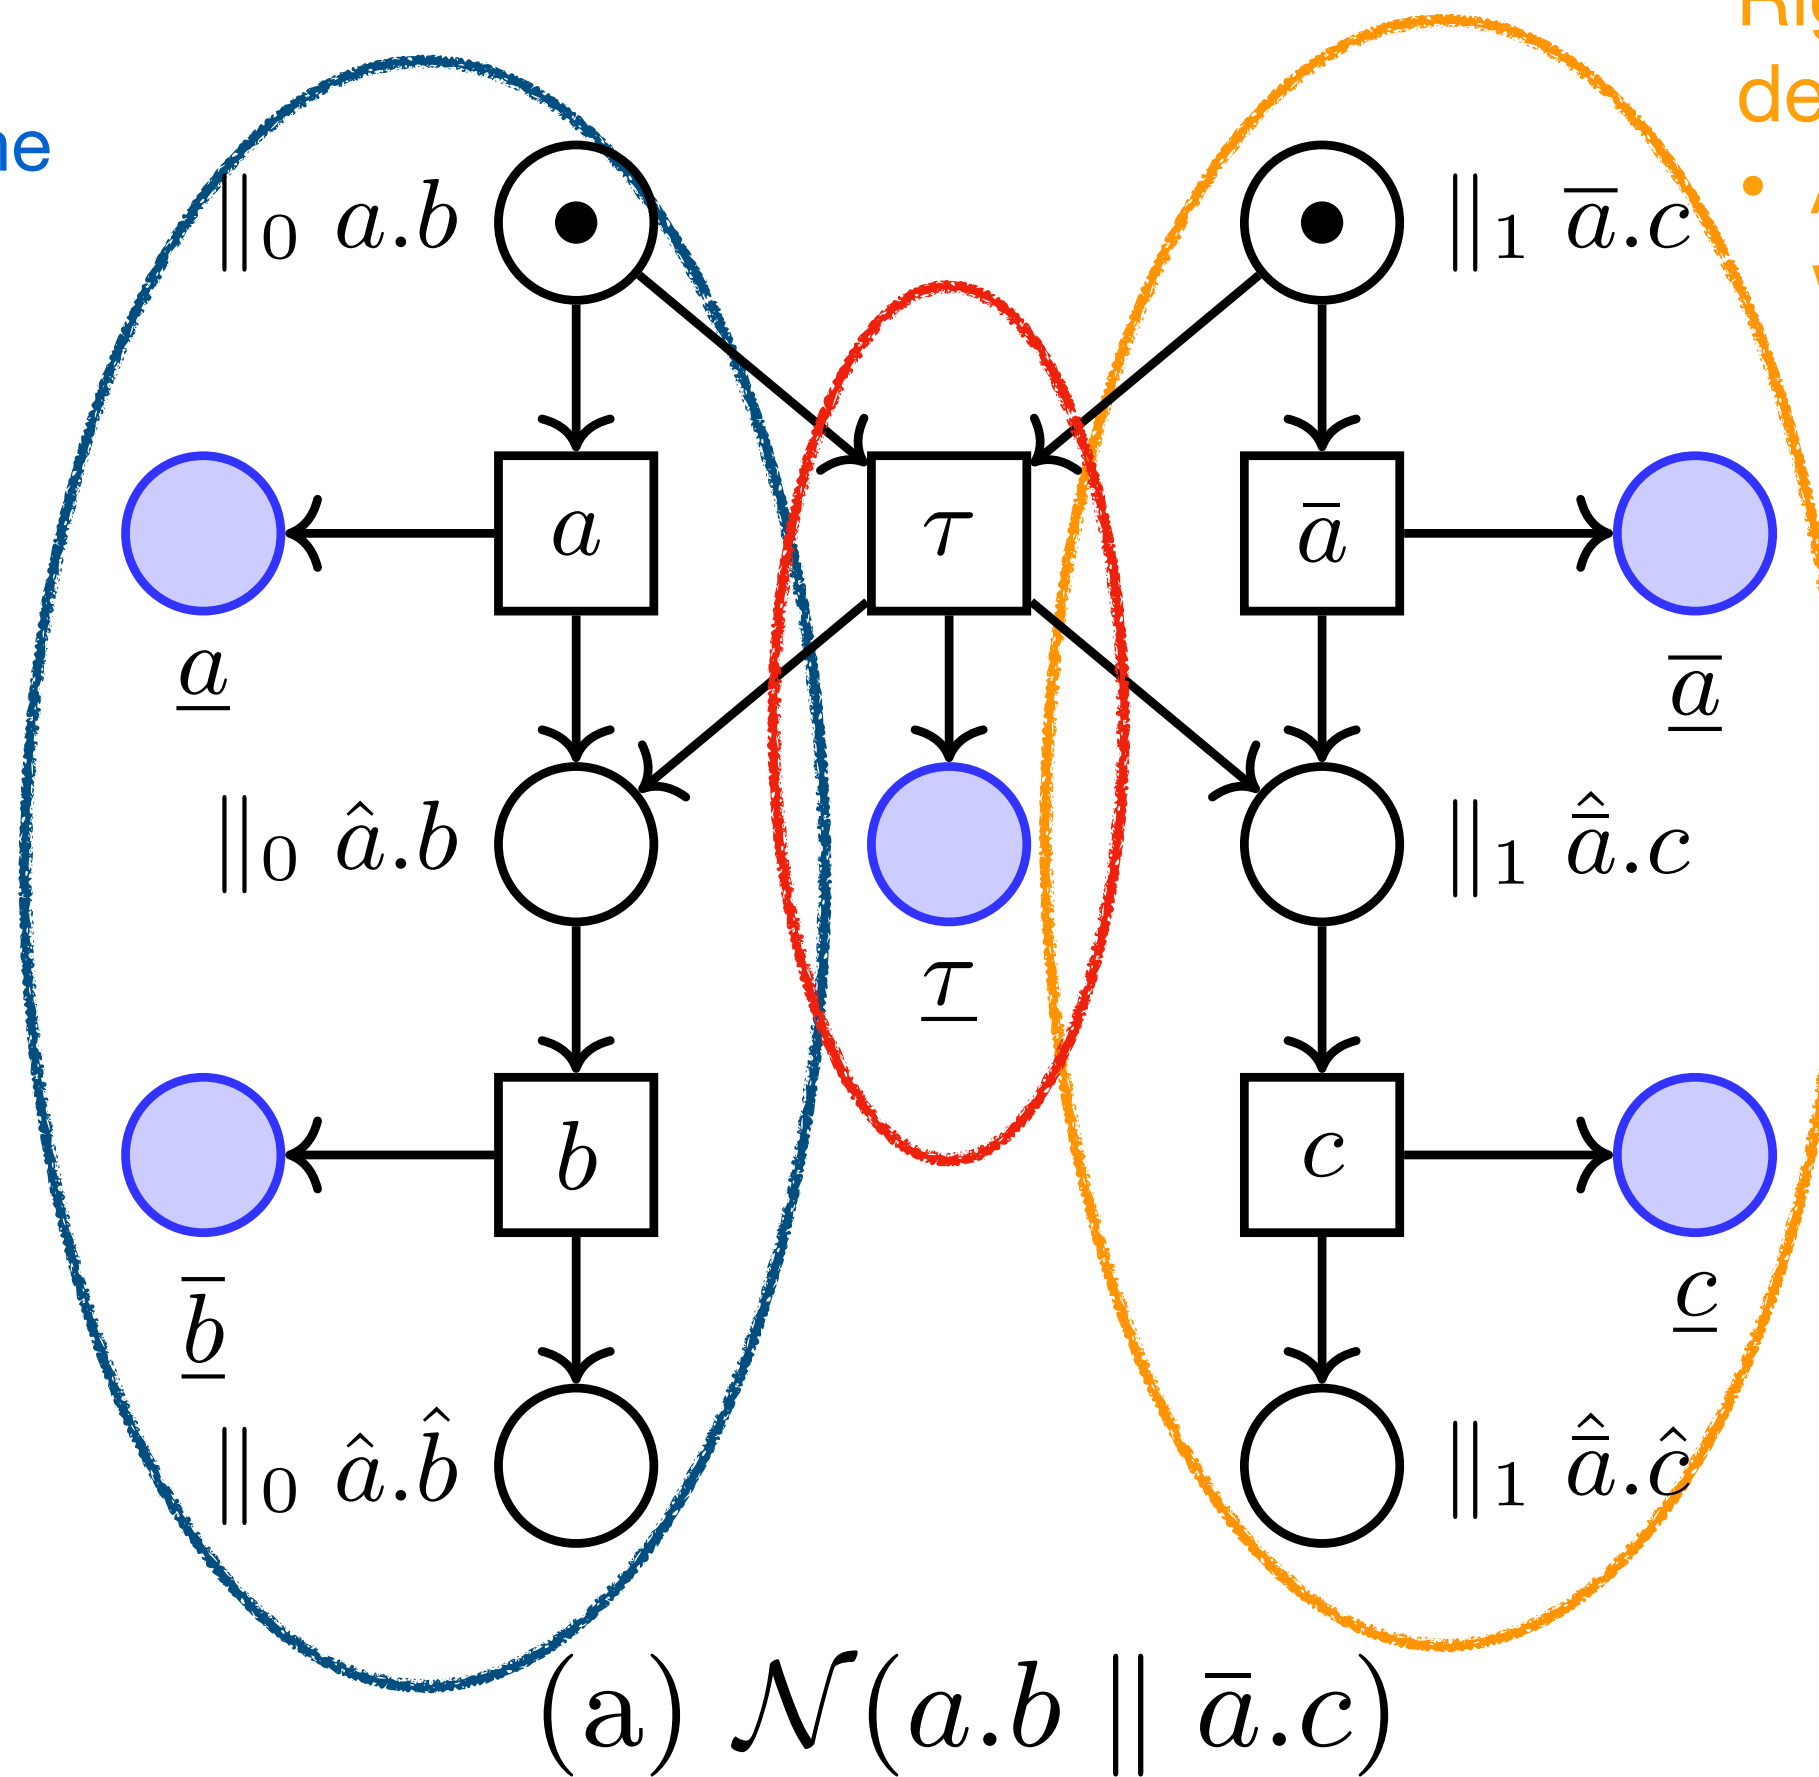 ∥₀ a.b
∥₁ a̅.c
a
τ
a̅
a̲
a̲̅
∥₀ â.b
∥₁ a̅̂.c
τ̲
b
c
b̲̅
c̲
∥₀ â.b̂
∥₁ a̅̂.ĉ
(a) 𝒩(a.b ∥ a̅.c)